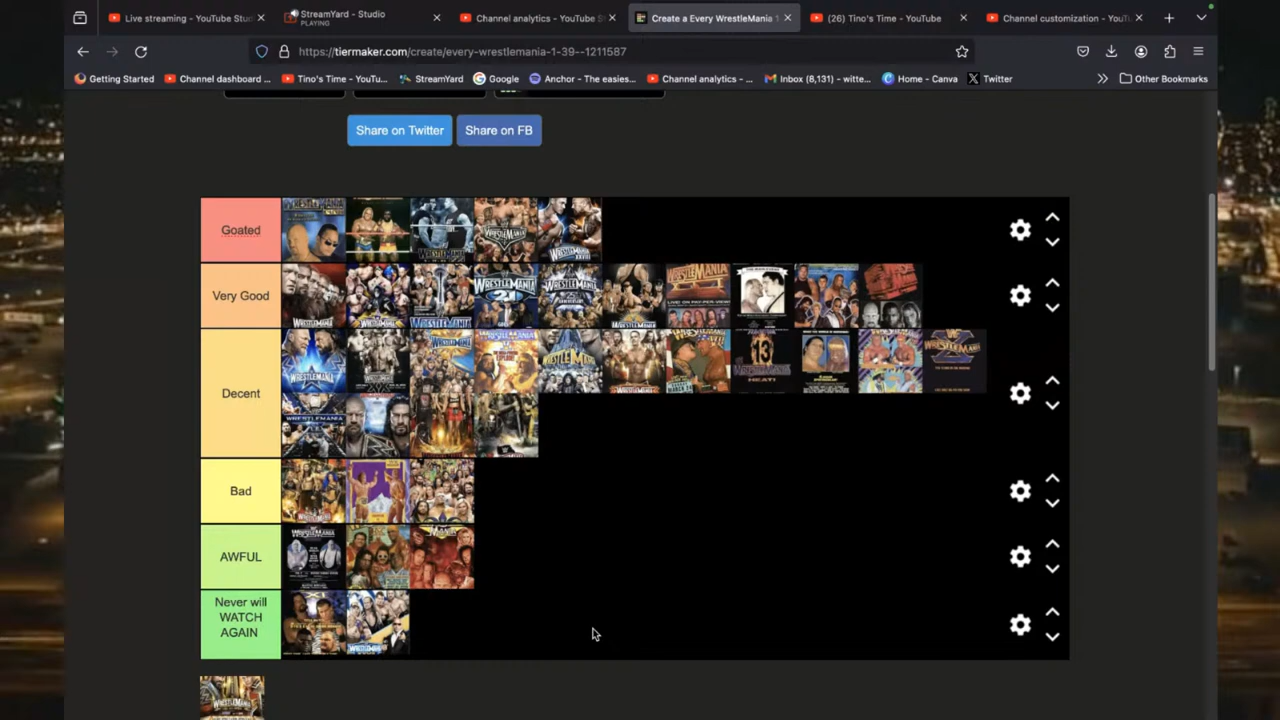 Live streaming - YouTube Stu
StreamYard - Studio
PLAYING
Channel analytics - YouTube S
Create a Every WrestleMania 1
(26) Tino's Time - YouTube
Channel customization - YouT
https://tiermaker.com/create/every-wrestlemania-1-39--1211587
Getting Started
Channel dashboard ...
Tino's Time - YouTu...
StreamYard
Google
Anchor - The easies...
Channel analytics - ...
Inbox (8,131) - witte...
Home - Canva
Twitter
Other Bookmarks
Share on Twitter
Share on FB
Goated
Very Good
WRESTLEMANIA
21
Decent
13
Bad
AWFUL
Never will
WATCH
AGAIN